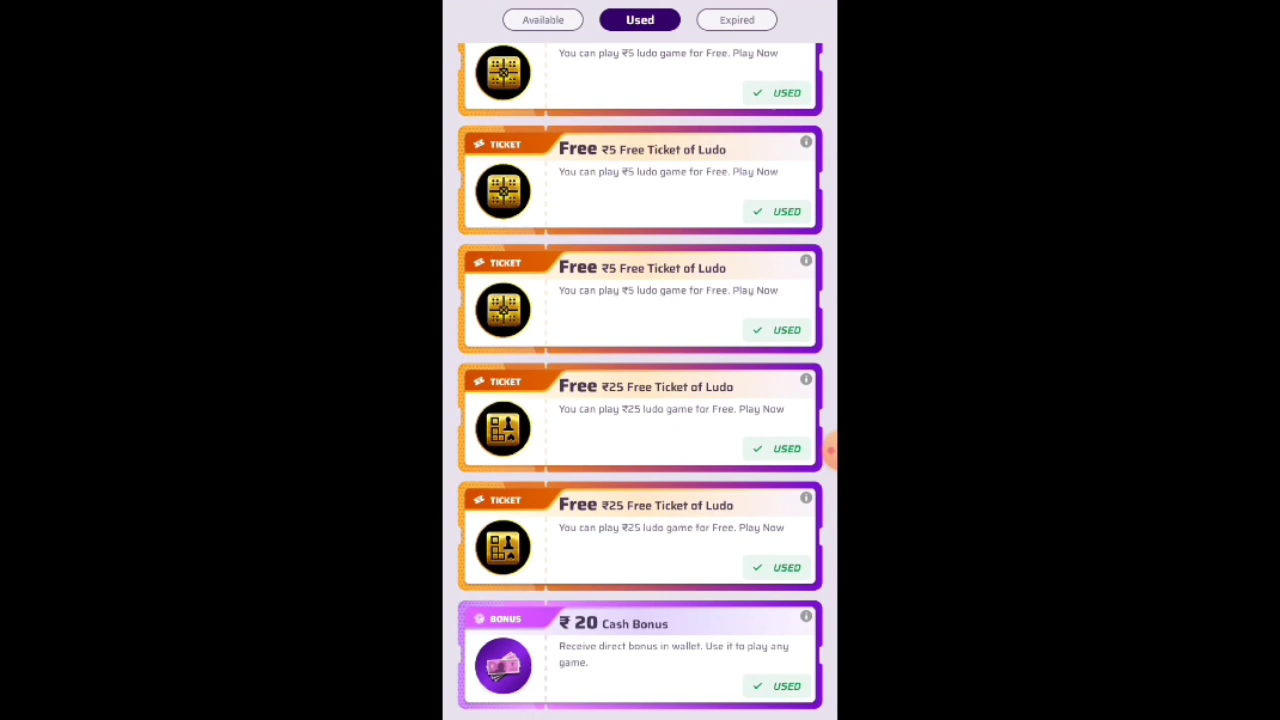 Available
Used
Expired
You can play ₹5 ludo game for Free. Play Now
USED
TICKET
Free ₹5 Free Ticket of Ludo
You can play ₹5 ludo game for Free. Play Now
USED
TICKET
Free ₹5 Free Ticket of Ludo
You can play ₹5 ludo game for Free. Play Now
USED
TICKET
Free ₹25 Free Ticket of Ludo
You can play ₹25 ludo game for Free. Play Now
USED
TICKET
Free ₹25 Free Ticket of Ludo
You can play ₹25 ludo game for Free. Play Now
USED
BONUS
₹ 20 Cash Bonus
Receive direct bonus in wallet. Use it to play any
game.
USED